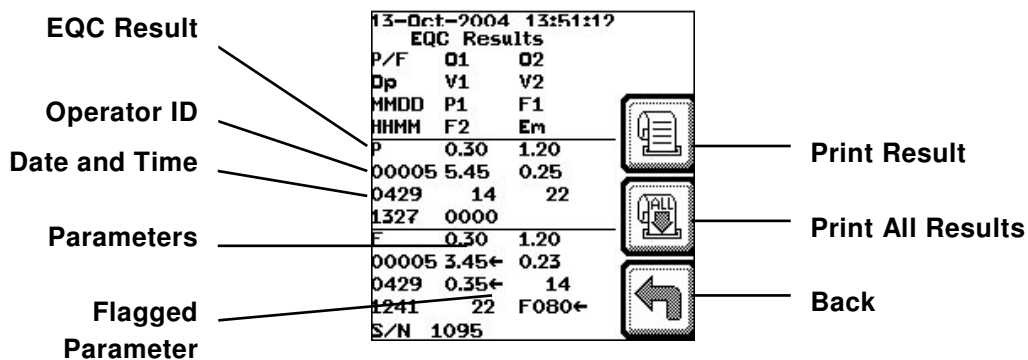 EQC Result
Operator ID
Date and Time
Parameters
Flagged
Parameter
13-Oct-2004 13:51:12
EQC Results
P/F O1 O2
Op V1 V2
MMDD P1 F1
HHMM F2 Em
P 0.30 1.20
00005 5.45 0.25
0429 14 22
1327 0000
F 0.30 1.20
00005 3.45← 0.23
0429 0.35← 14
1241 22 F080←
S/N 1095
ALL
Print Result
Print All Results
Back